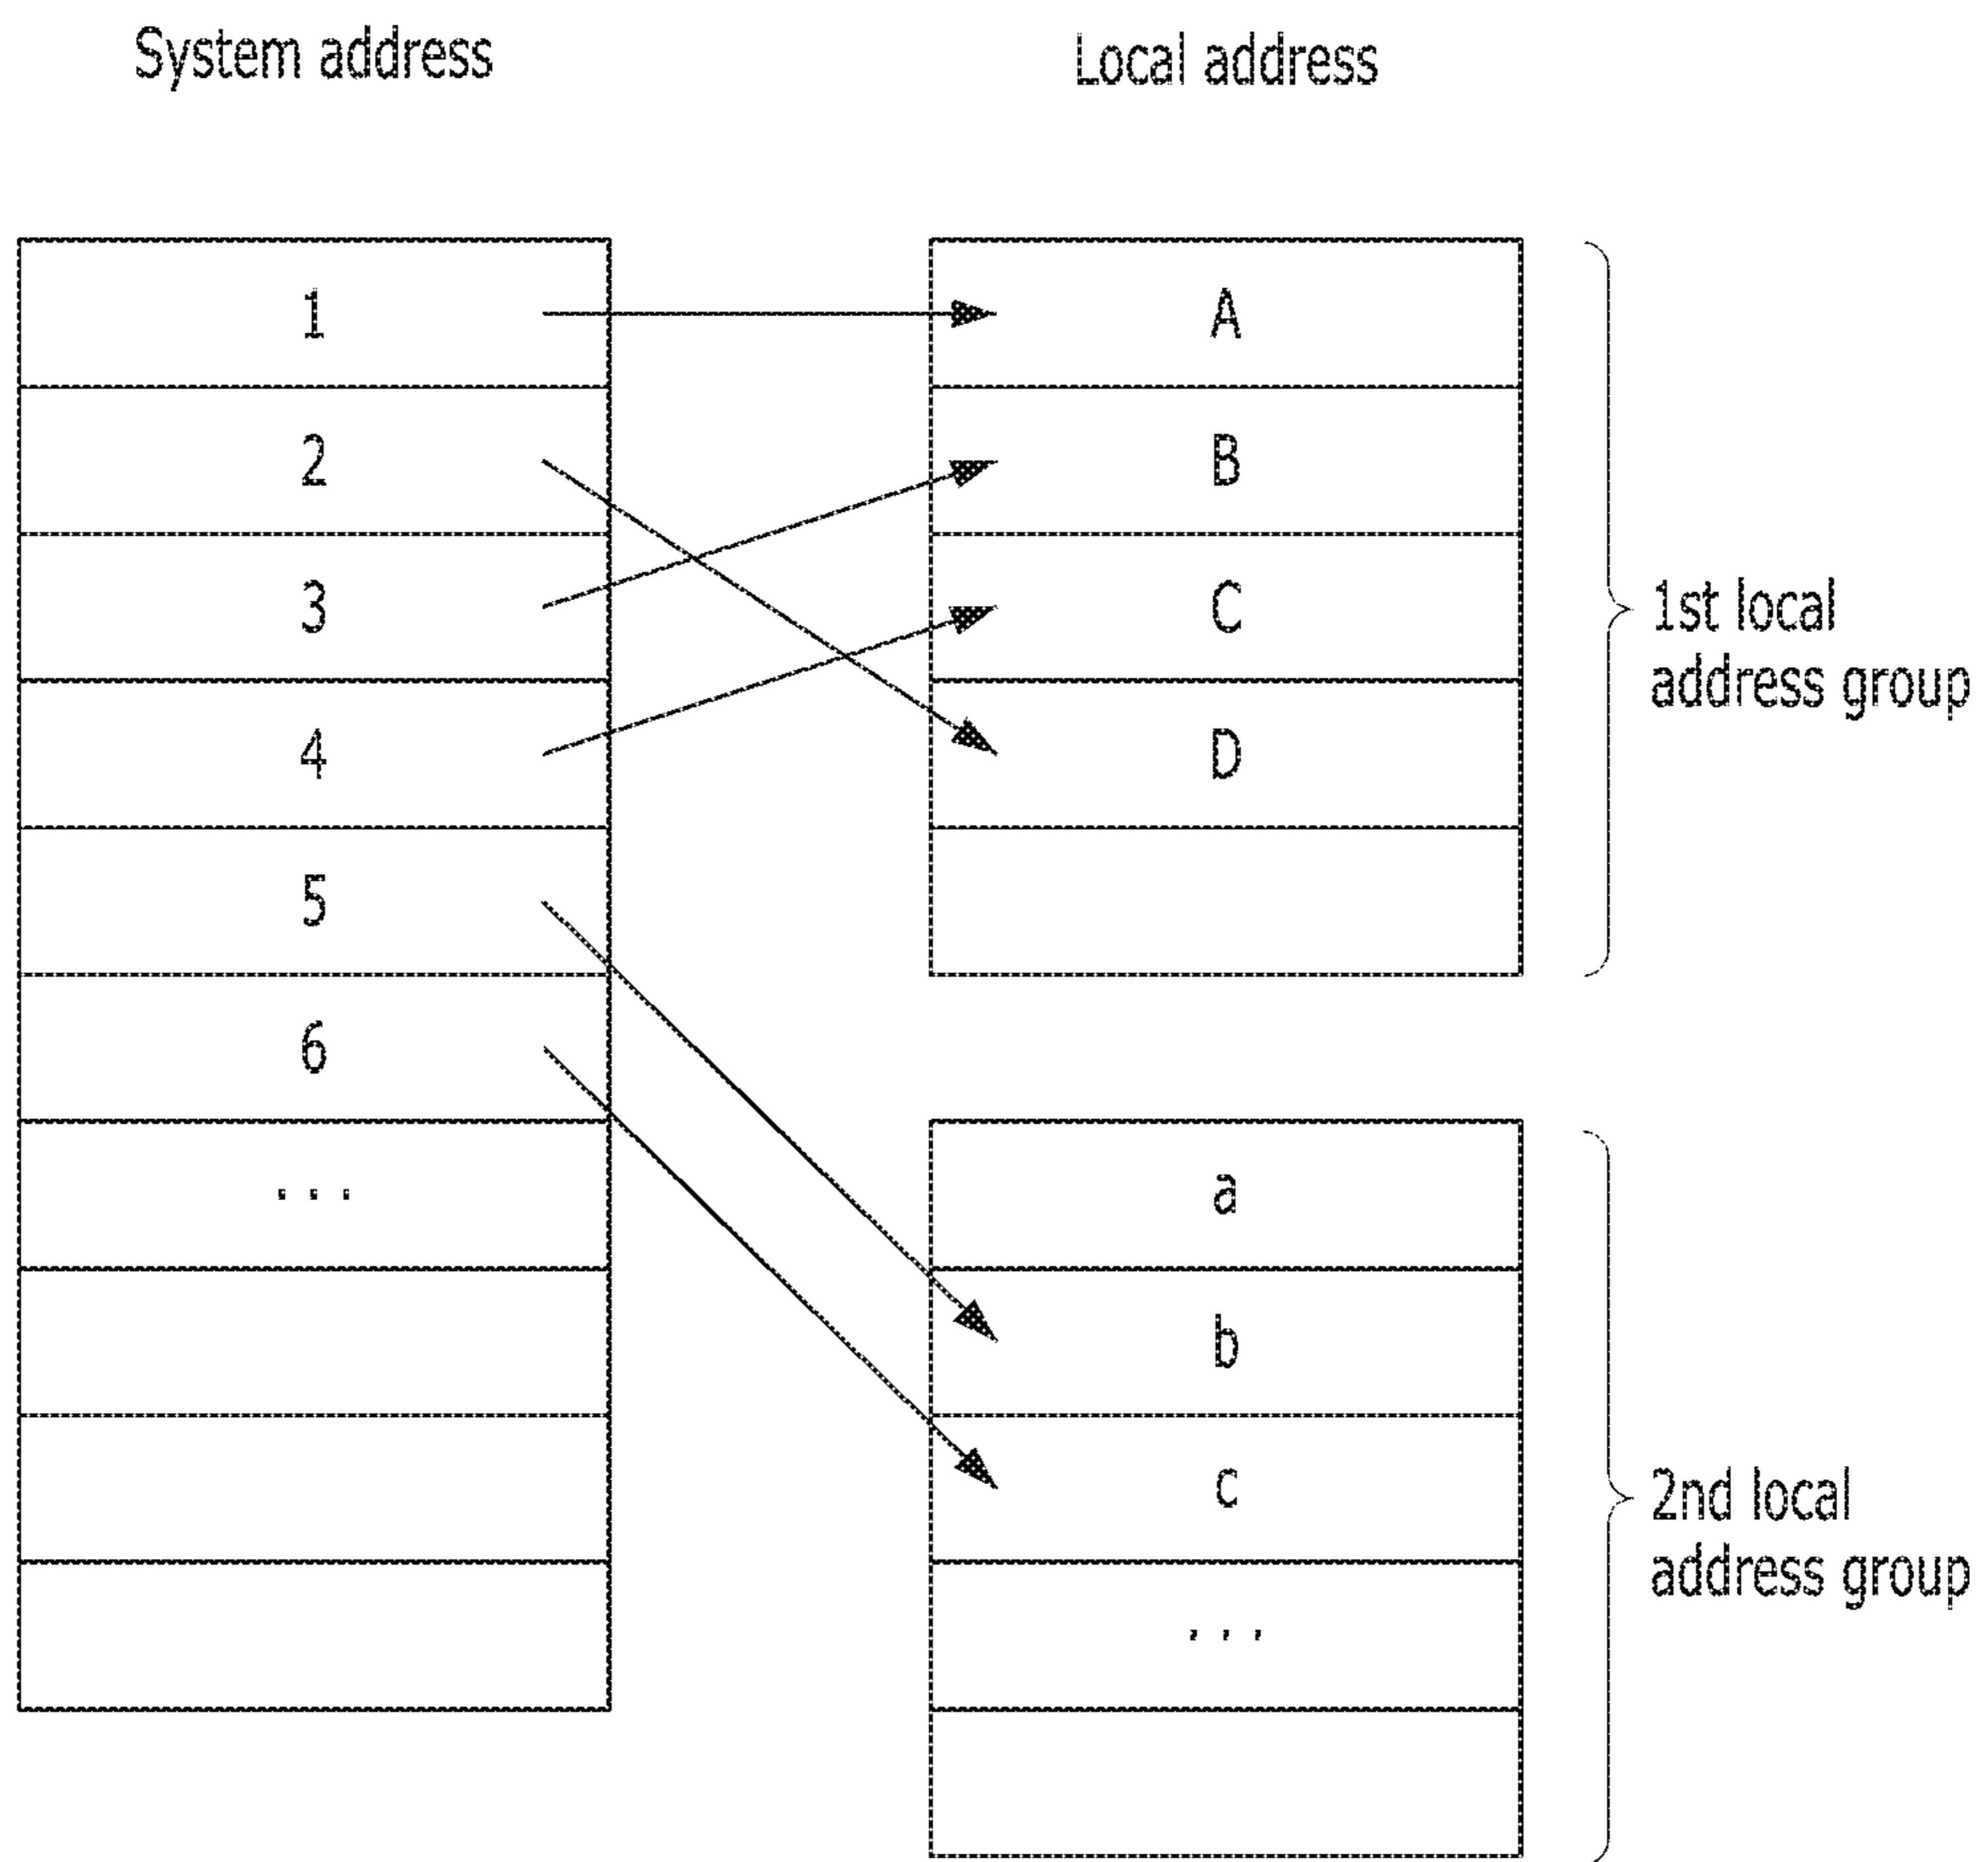 System address
Local address
1
2
3
4
5
6
...
A
B
C
D
1st local
address group
a
b
c
...
2nd local
address group